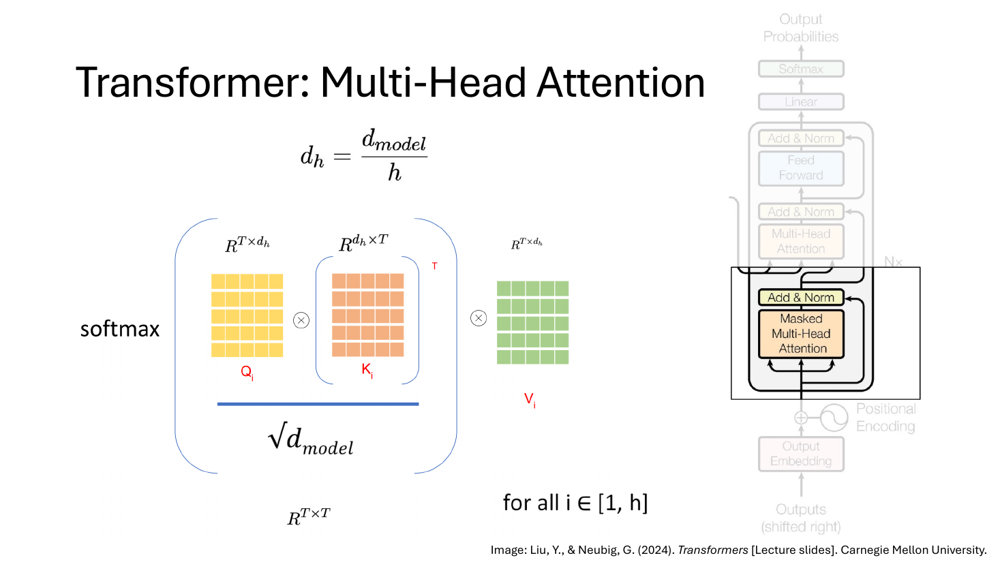 Transformer: Multi-Head Attention
d_h = d_model / h
softmax
R^{T×d_h}
R^{d_h×T}
T
R^{T×d_h}
⊗
⊗
Q_i
K_i
V_i
√d_model
R^{T×T}
for all i ∈ [1, h]
Output
Probabilities
Softmax
Linear
Add & Norm
Feed
Forward
Add & Norm
Multi-Head
Attention
N×
Add & Norm
Masked
Multi-Head
Attention
Positional
Encoding
Output
Embedding
Outputs
(shifted right)
Image: Liu, Y., & Neubig, G. (2024). Transformers [Lecture slides]. Carnegie Mellon University.